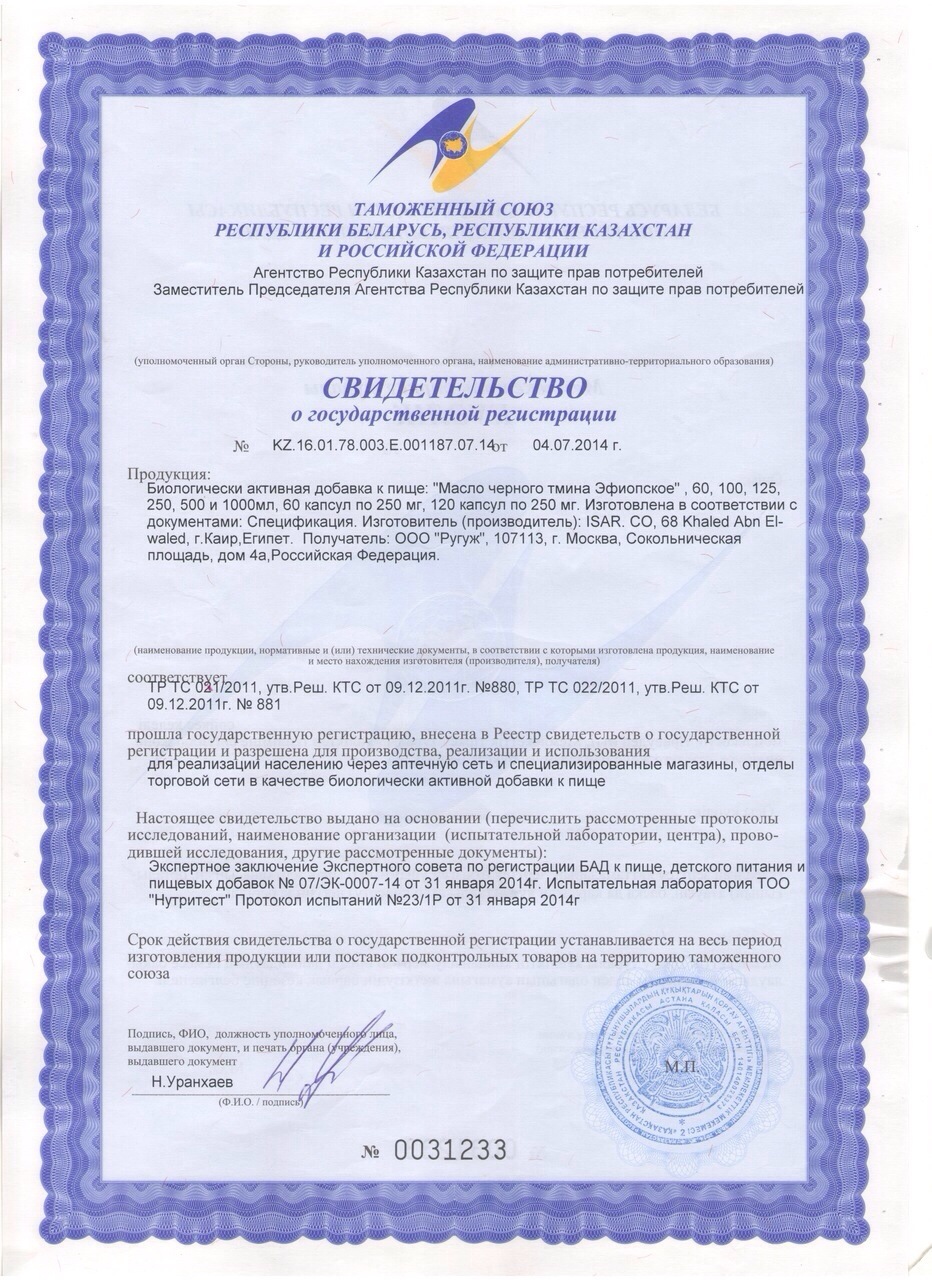 ТАМОЖЕННЫЙ СОЮЗ
РЕСПУБЛИКИ БЕЛАРУСЬ, РЕСПУБЛИКИ КАЗАХСТАН
И РОССИЙСКОЙ ФЕДЕРАЦИИ
Агентство Республики Казахстан по защите прав потребителей
Заместитель Председателя Агентства Республики Казахстан по защите прав потребителей
(уполномоченный орган Стороны, руководитель уполномоченного органа, наименование административно-территориального образования)
СВИДЕТЕЛЬСТВО
о государственной регистрации
№ KZ.16.01.78.003.E.001187.07.14 от 04.07.2014 г.
Продукция:
Биологически активная добавка к пище: "Масло черного тмина Эфиопское" , 60, 100, 125,
250, 500 и 1000мл, 60 капсул по 250 мг, 120 капсул по 250 мг. Изготовлена в соответствии с
документами: Спецификация. Изготовитель (производитель): ISAR. CO, 68 Khaled Abn El-
waled, г.Каир,Египет. Получатель: ООО "Ругуж", 107113, г. Москва, Сокольническая
площадь, дом 4а,Российская Федерация.
(наименование продукции, нормативные и (или) технические документы, в соответствии с которыми изготовлена продукция, наименование
и место нахождения изготовителя (производителя), получателя)
соответствует
ТР ТС 021/2011, утв.Реш. КТС от 09.12.2011г. №880, ТР ТС 022/2011, утв.Реш. КТС от
09.12.2011г. № 881
прошла государственную регистрацию, внесена в Реестр свидетельств о государственной
регистрации и разрешена для производства, реализации и использования
для реализации населению через аптечную сеть и специализированные магазины, отделы
торговой сети в качестве биологически активной добавки к пище
Настоящее свидетельство выдано на основании (перечислить рассмотренные протоколы
исследований, наименование организации (испытательной лаборатории, центра), прово-
дившей исследования, другие рассмотренные документы):
Экспертное заключение Экспертного совета по регистрации БАД к пище, детского питания и
пищевых добавок № 07/ЭК-0007-14 от 31 января 2014г. Испытательная лаборатория ТОО
"Нутритест" Протокол испытаний №23/1Р от 31 января 2014г
Срок действия свидетельства о государственной регистрации устанавливается на весь период
изготовления продукции или поставок подконтрольных товаров на территорию таможенного
союза
Подпись, ФИО, должность уполномоченного лица,
выдавшего документ, и печать органа (учреждения),
выдавшего документ
Н.Уранхаев
(Ф.И.О. / подпись)
М.П.
№ 0031233